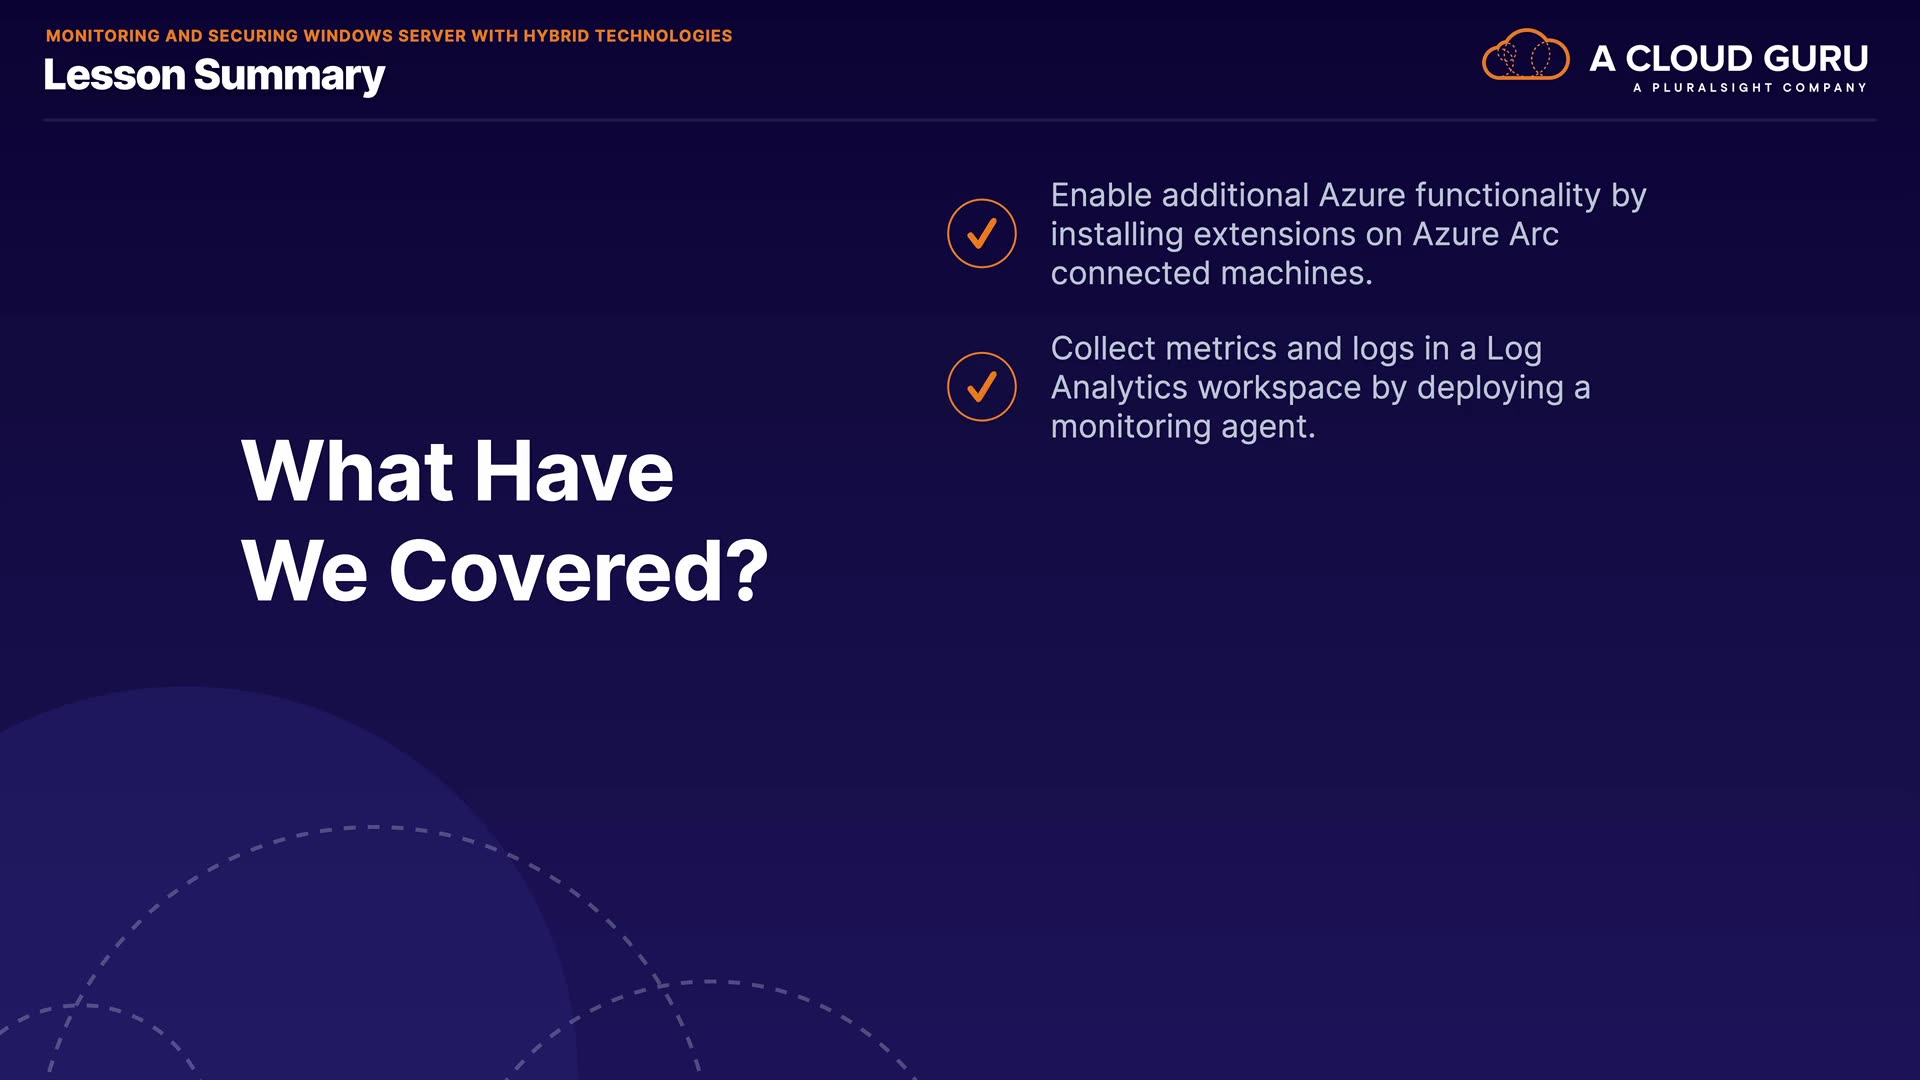 MONITORING AND SECURING WINDOWS SERVER WITH HYBRID TECHNOLOGIES
Lesson Summary
A CLOUD GURU
A PLURALSIGHT COMPANY
What Have
We Covered?
Enable additional Azure functionality by
installing extensions on Azure Arc
connected machines.
Collect metrics and logs in a Log
Analytics workspace by deploying a
monitoring agent.